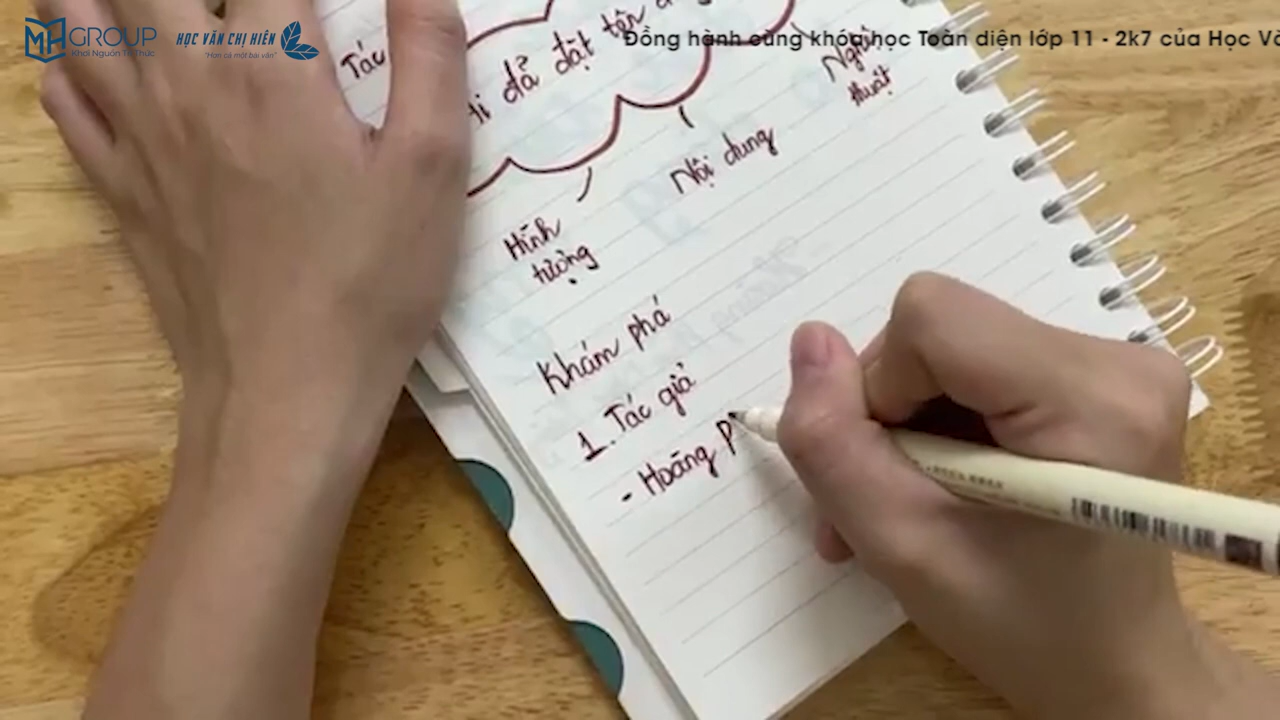 MH GROUP
Khơi Nguồn Tri Thức
HỌC VĂN CHỊ HIÊN
"Hơn cả một bài văn"
Đồng hành cùng khóa học Toàn diện lớp 11 - 2k7 của Học Vă
Tác
đã đặt tên
Nghệ thuật
Nội dung
Hình
tượng
Khám phá
1. Tác giả
- Hoàng P